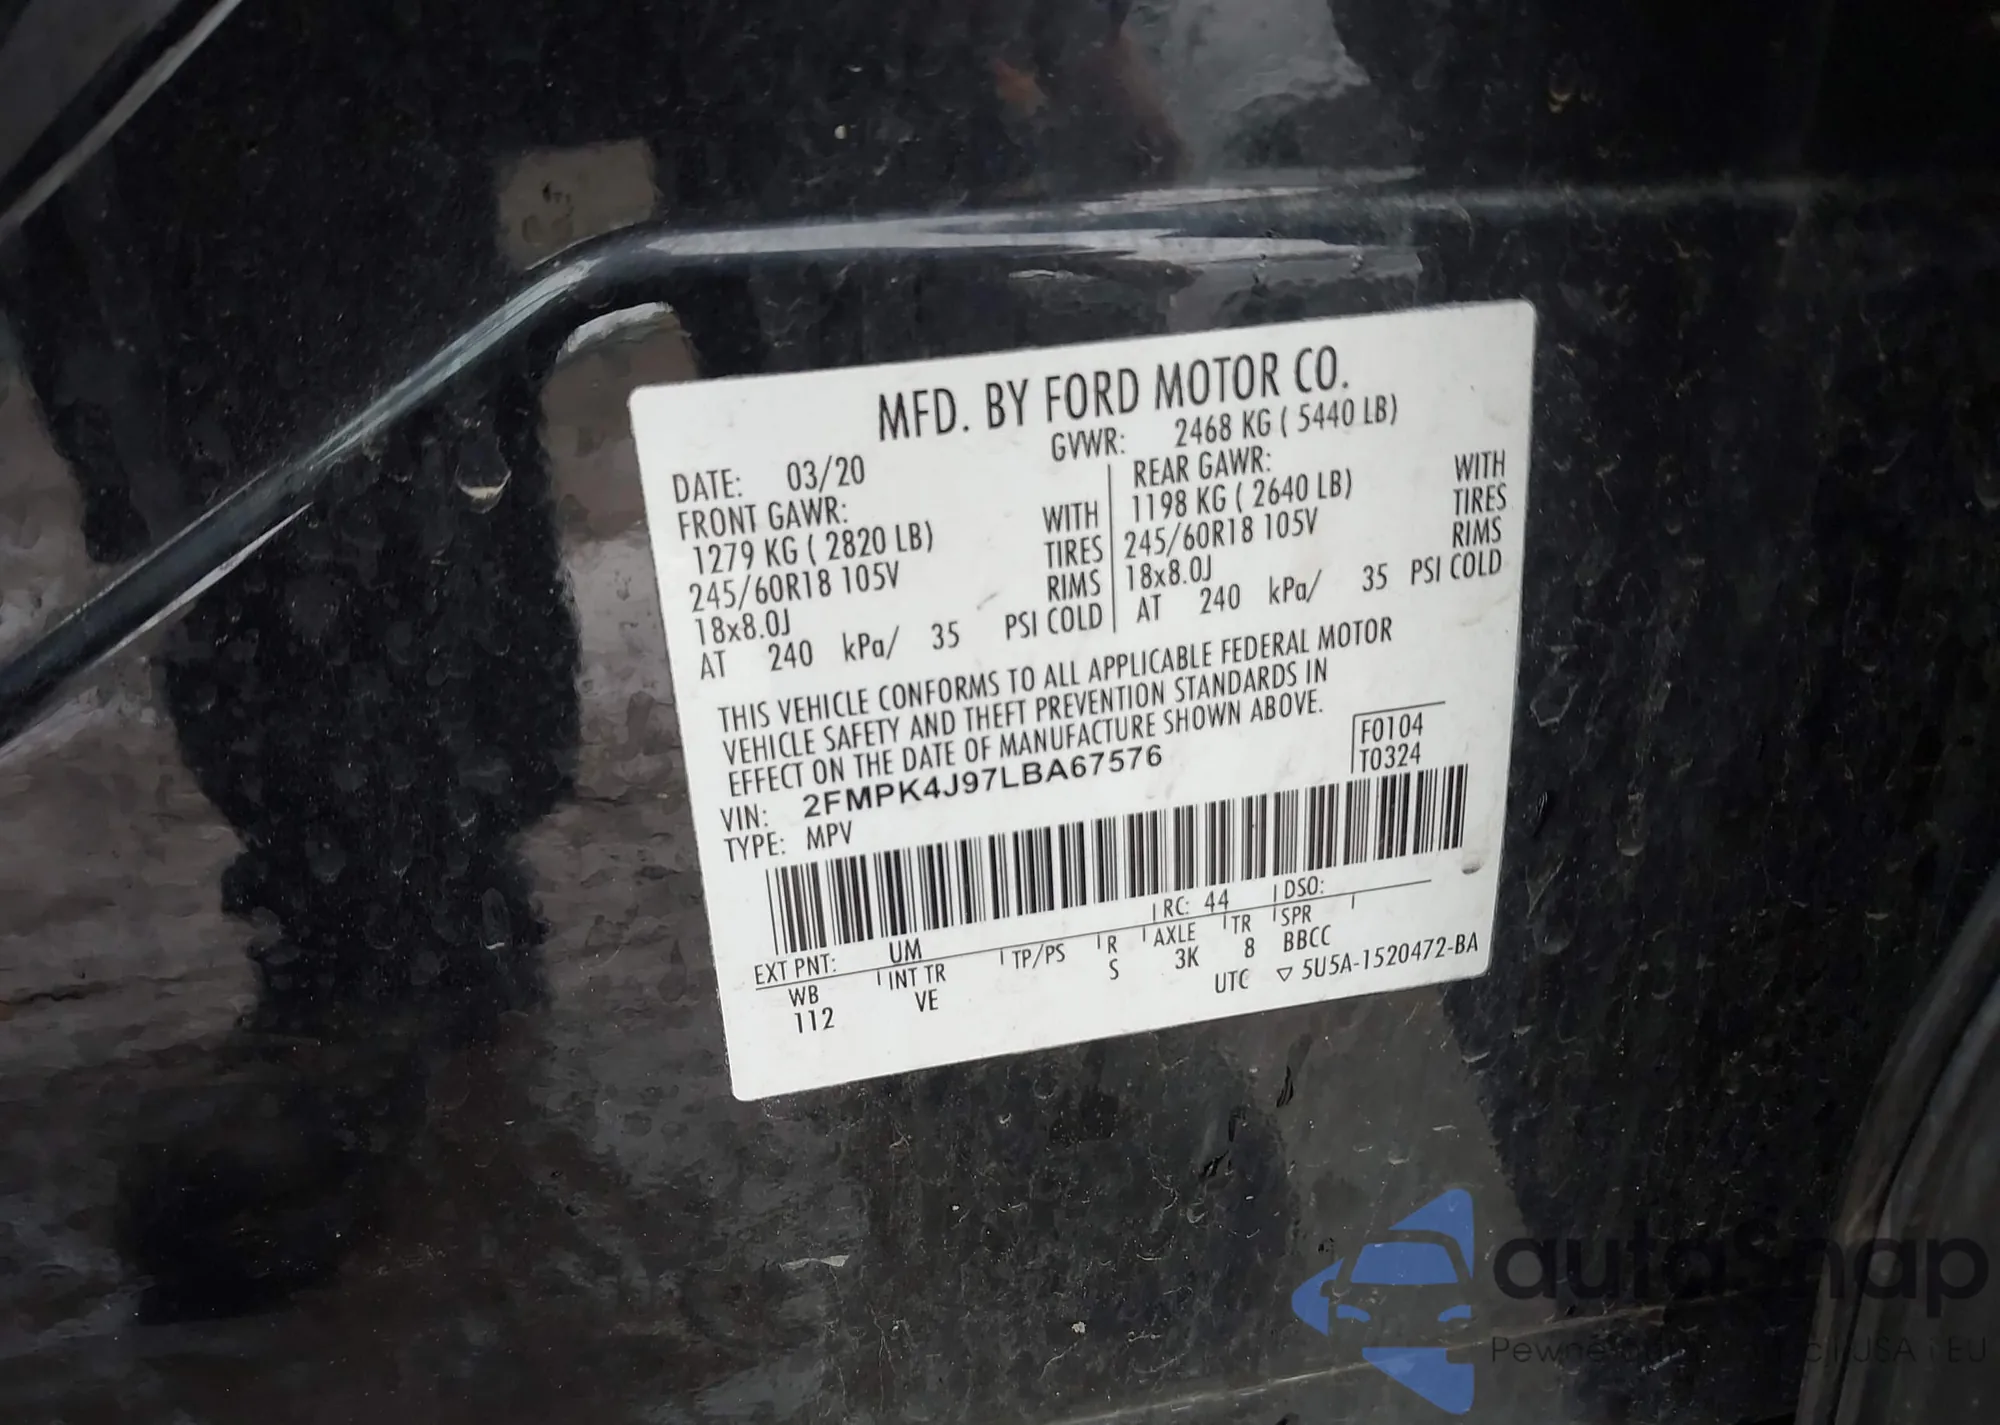 MFD. BY FORD MOTOR CO.
DATE: 03/20 GVWR: 2468 KG ( 5440 LB)
FRONT GAWR: REAR GAWR:
1279 KG ( 2820 LB) WITH 1198 KG ( 2640 LB) WITH
245/60R18 105V TIRES 245/60R18 105V TIRES
18x8.0J RIMS 18x8.0J RIMS
AT 240 kPa/ 35 PSI COLD AT 240 kPa/ 35 PSI COLD
THIS VEHICLE CONFORMS TO ALL APPLICABLE FEDERAL MOTOR
VEHICLE SAFETY AND THEFT PREVENTION STANDARDS IN
EFFECT ON THE DATE OF MANUFACTURE SHOWN ABOVE.
VIN: 2FMPK4J97LBA67576 F0104
TYPE: MPV T0324
EXT PNT: UM RC: 44 DSO:
WB INT TR TP/PS R AXLE TR SPR
112 VE S 3K 8 BBCC
UTC ▽ 5U5A-1520472-BA
autoSnap
USA i EU